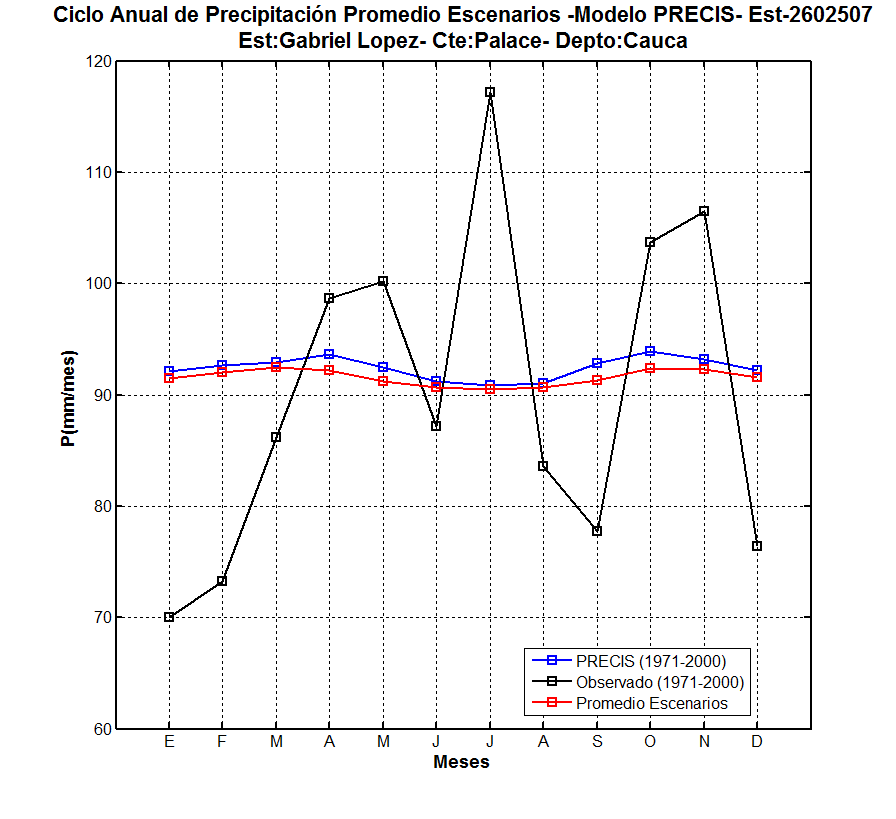 Ciclo Anual de Precipitación Promedio Escenarios -Modelo PRECIS- Est-2602507
Est:Gabriel Lopez- Cte:Palace- Depto:Cauca
120
110
100
90
80
70
60
P(mm/mes)
PRECIS (1971-2000)
Observado (1971-2000)
Promedio Escenarios
E F M A M J J A S O N D
Meses